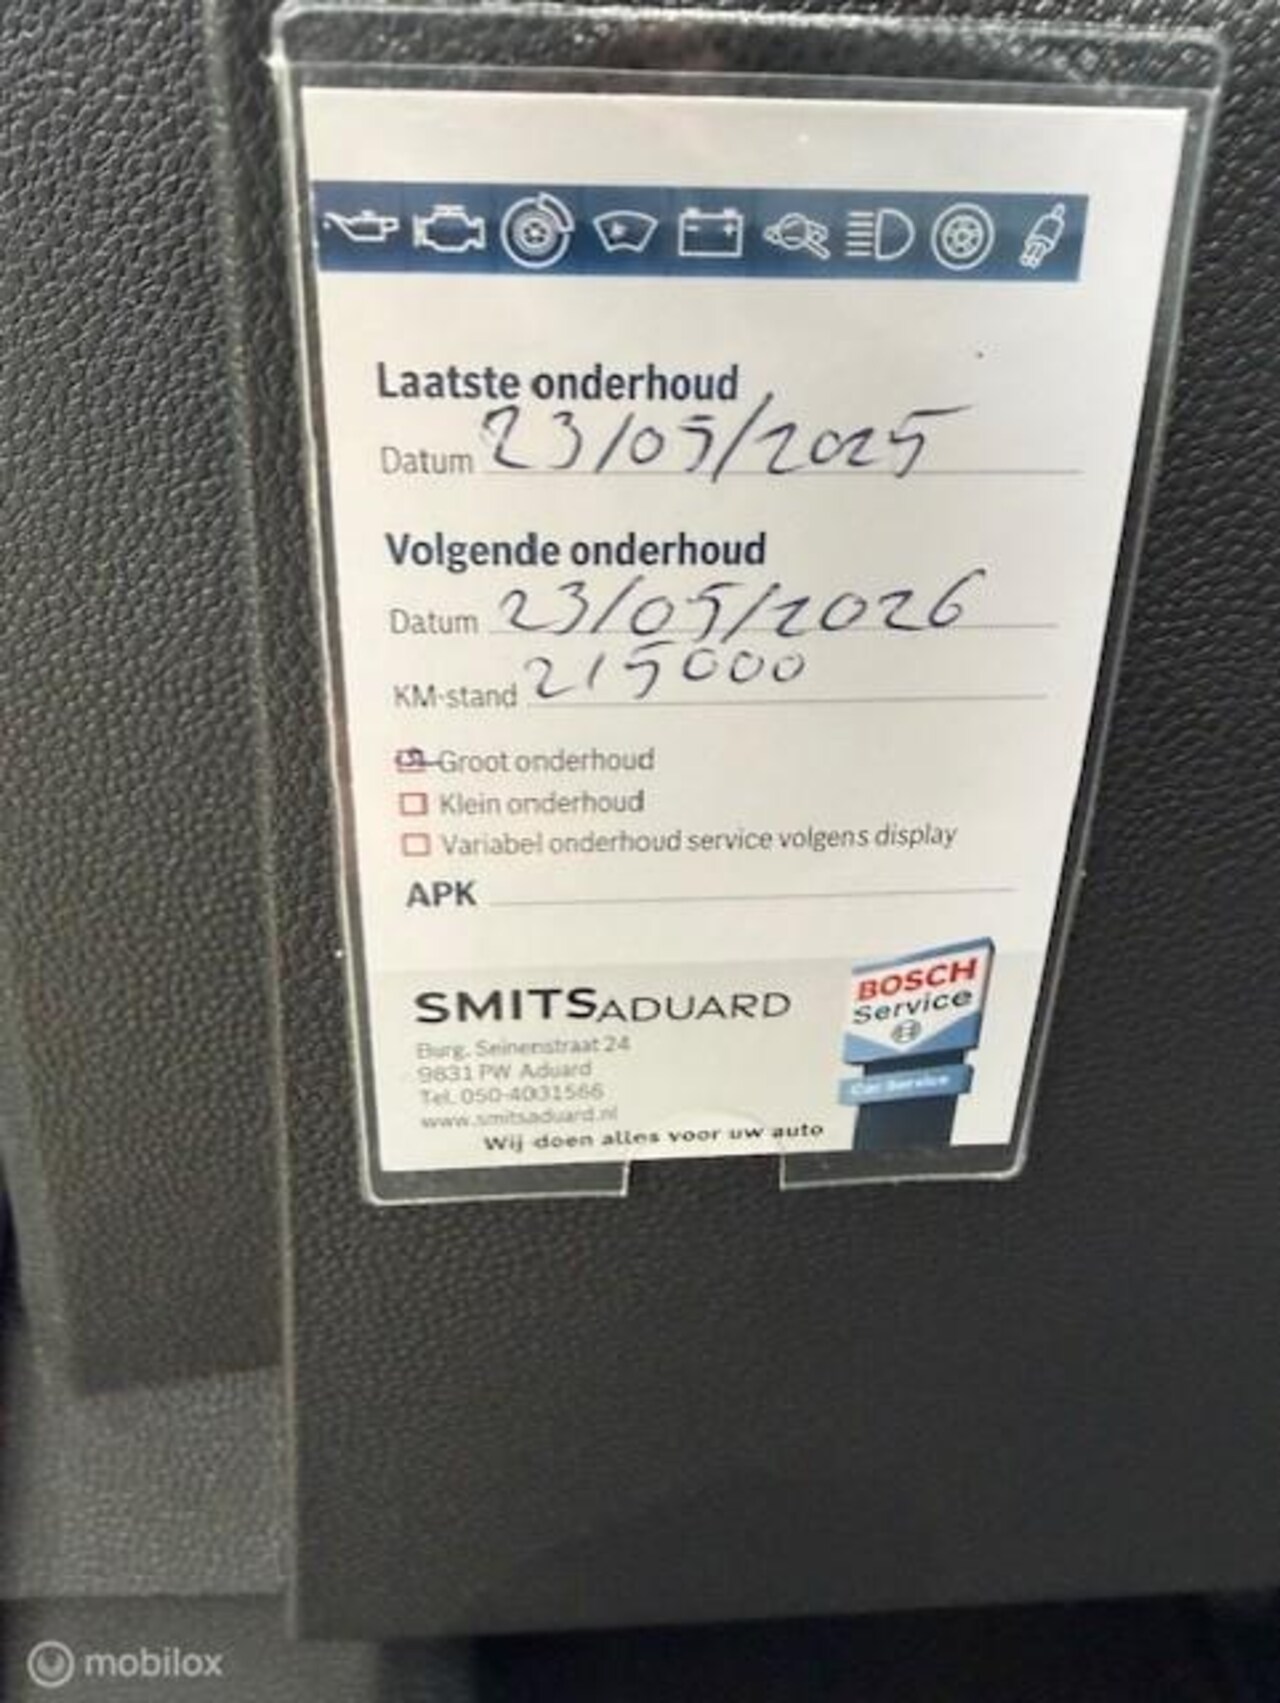 Laatste onderhoud
Datum 23/05/2025
Volgende onderhoud
Datum 23/05/2026
KM-stand 215000
Groot onderhoud
Klein onderhoud
Variabel onderhoud service volgens display
APK
SMITSADUARD
Burg. Seinenstraat 24
9831 PW Aduard
Tel. 050-4031566
www.smitsaduard.nl
Wij doen alles voor uw auto
BOSCH
Service
Car Service
mobilox